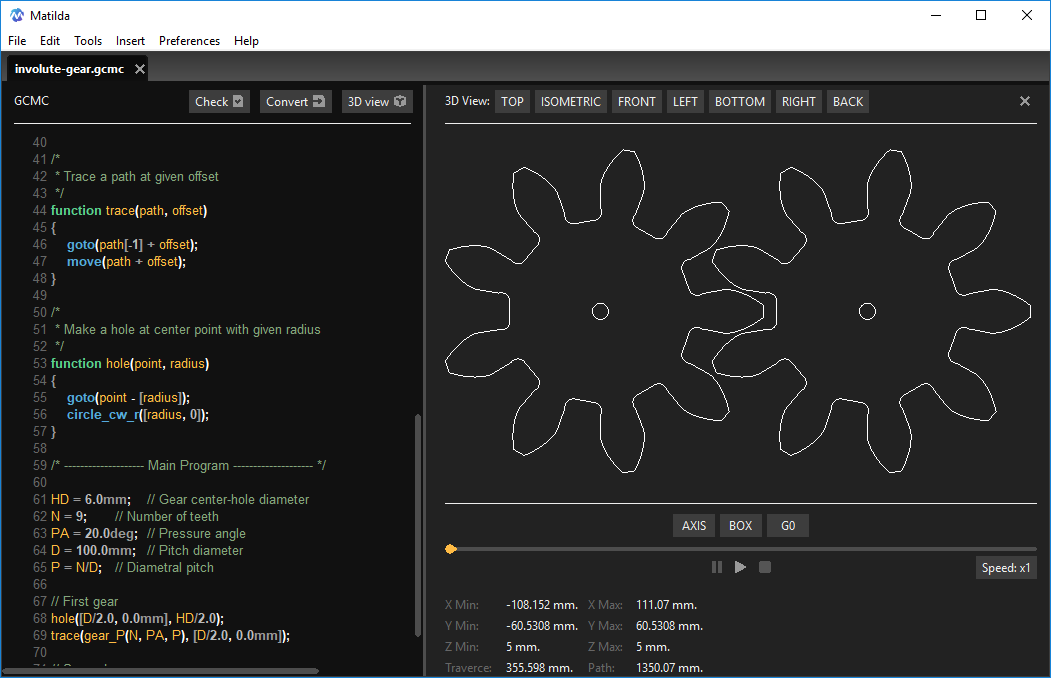 Matilda
File Edit Tools Insert Preferences Help
involute-gear.gcmc
GCMC Check Convert 3D view
40
41 /*
42 * Trace a path at given offset
43 */
44 function trace(path, offset)
45 {
46 goto(path[-1] + offset);
47 move(path + offset);
48 }
49
50 /*
51 * Make a hole at center point with given radius
52 */
53 function hole(point, radius)
54 {
55 goto(point - [radius]);
56 circle_cw_r([radius, 0]);
57 }
58
59 /* -------------------- Main Program -------------------- */
60
61 HD = 6.0mm; // Gear center-hole diameter
62 N = 9; // Number of teeth
63 PA = 20.0deg; // Pressure angle
64 D = 100.0mm; // Pitch diameter
65 P = N/D; // Diametral pitch
66
67 // First gear
68 hole([D/2.0, 0.0mm], HD/2.0);
69 trace(gear_P(N, PA, P), [D/2.0, 0.0mm]);
70
3D View: TOP ISOMETRIC FRONT LEFT BOTTOM RIGHT BACK
AXIS BOX G0
Speed: x1
X Min: -108.152 mm. X Max: 111.07 mm.
Y Min: -60.5308 mm. Y Max: 60.5308 mm.
Z Min: 5 mm. Z Max: 5 mm.
Traverce: 355.598 mm. Path: 1350.07 mm.